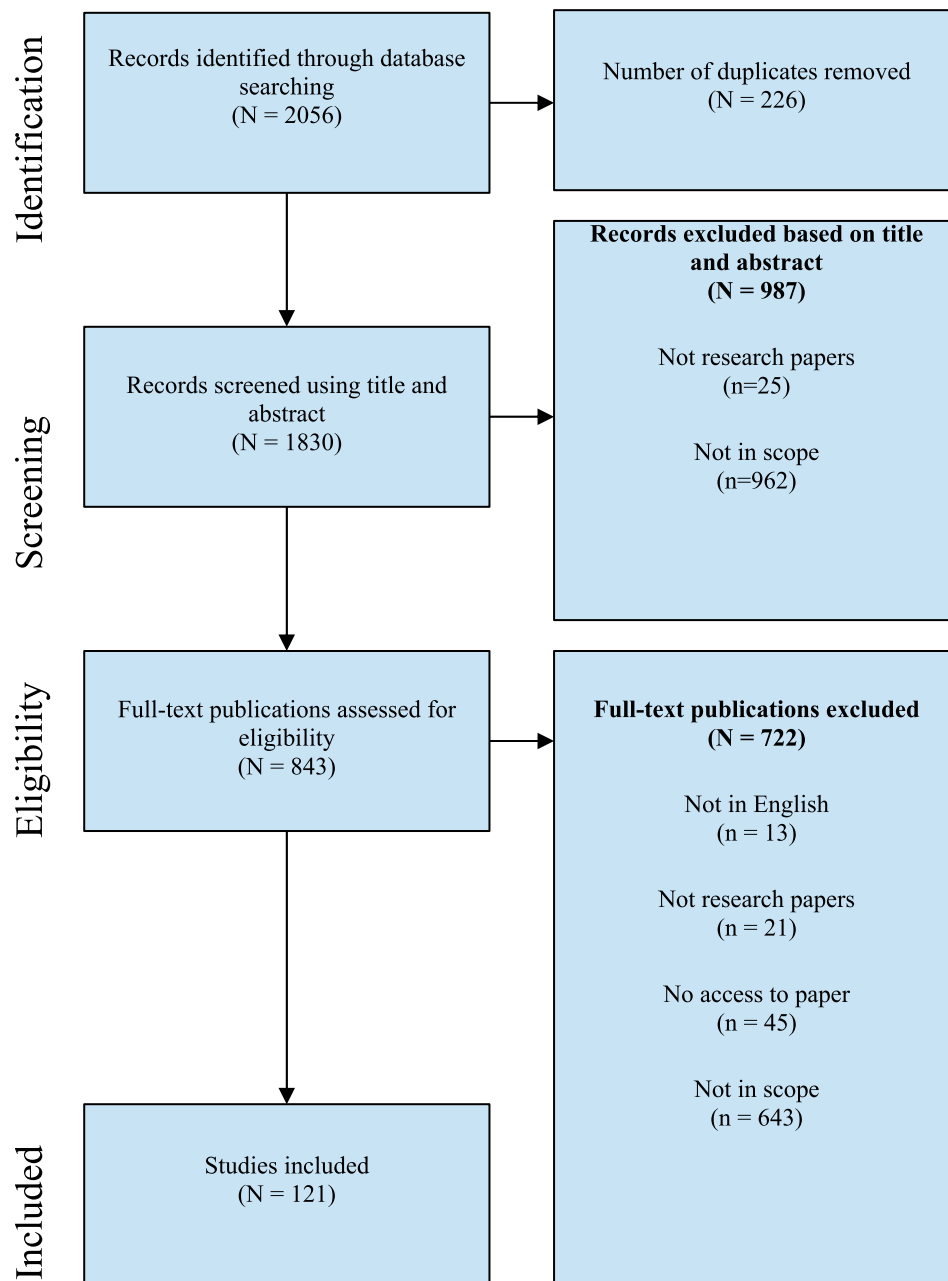 Identification
Records identified through database
searching
(N = 2056)
Number of duplicates removed
(N = 226)
Screening
Records screened using title and
abstract
(N = 1830)
Records excluded based on title
and abstract
(N = 987)
Not research papers
(n=25)
Not in scope
(n=962)
Eligibility
Full-text publications assessed for
eligibility
(N = 843)
Full-text publications excluded
(N = 722)
Not in English
(n = 13)
Not research papers
(n = 21)
No access to paper
(n = 45)
Not in scope
(n = 643)
Included
Studies included
(N = 121)